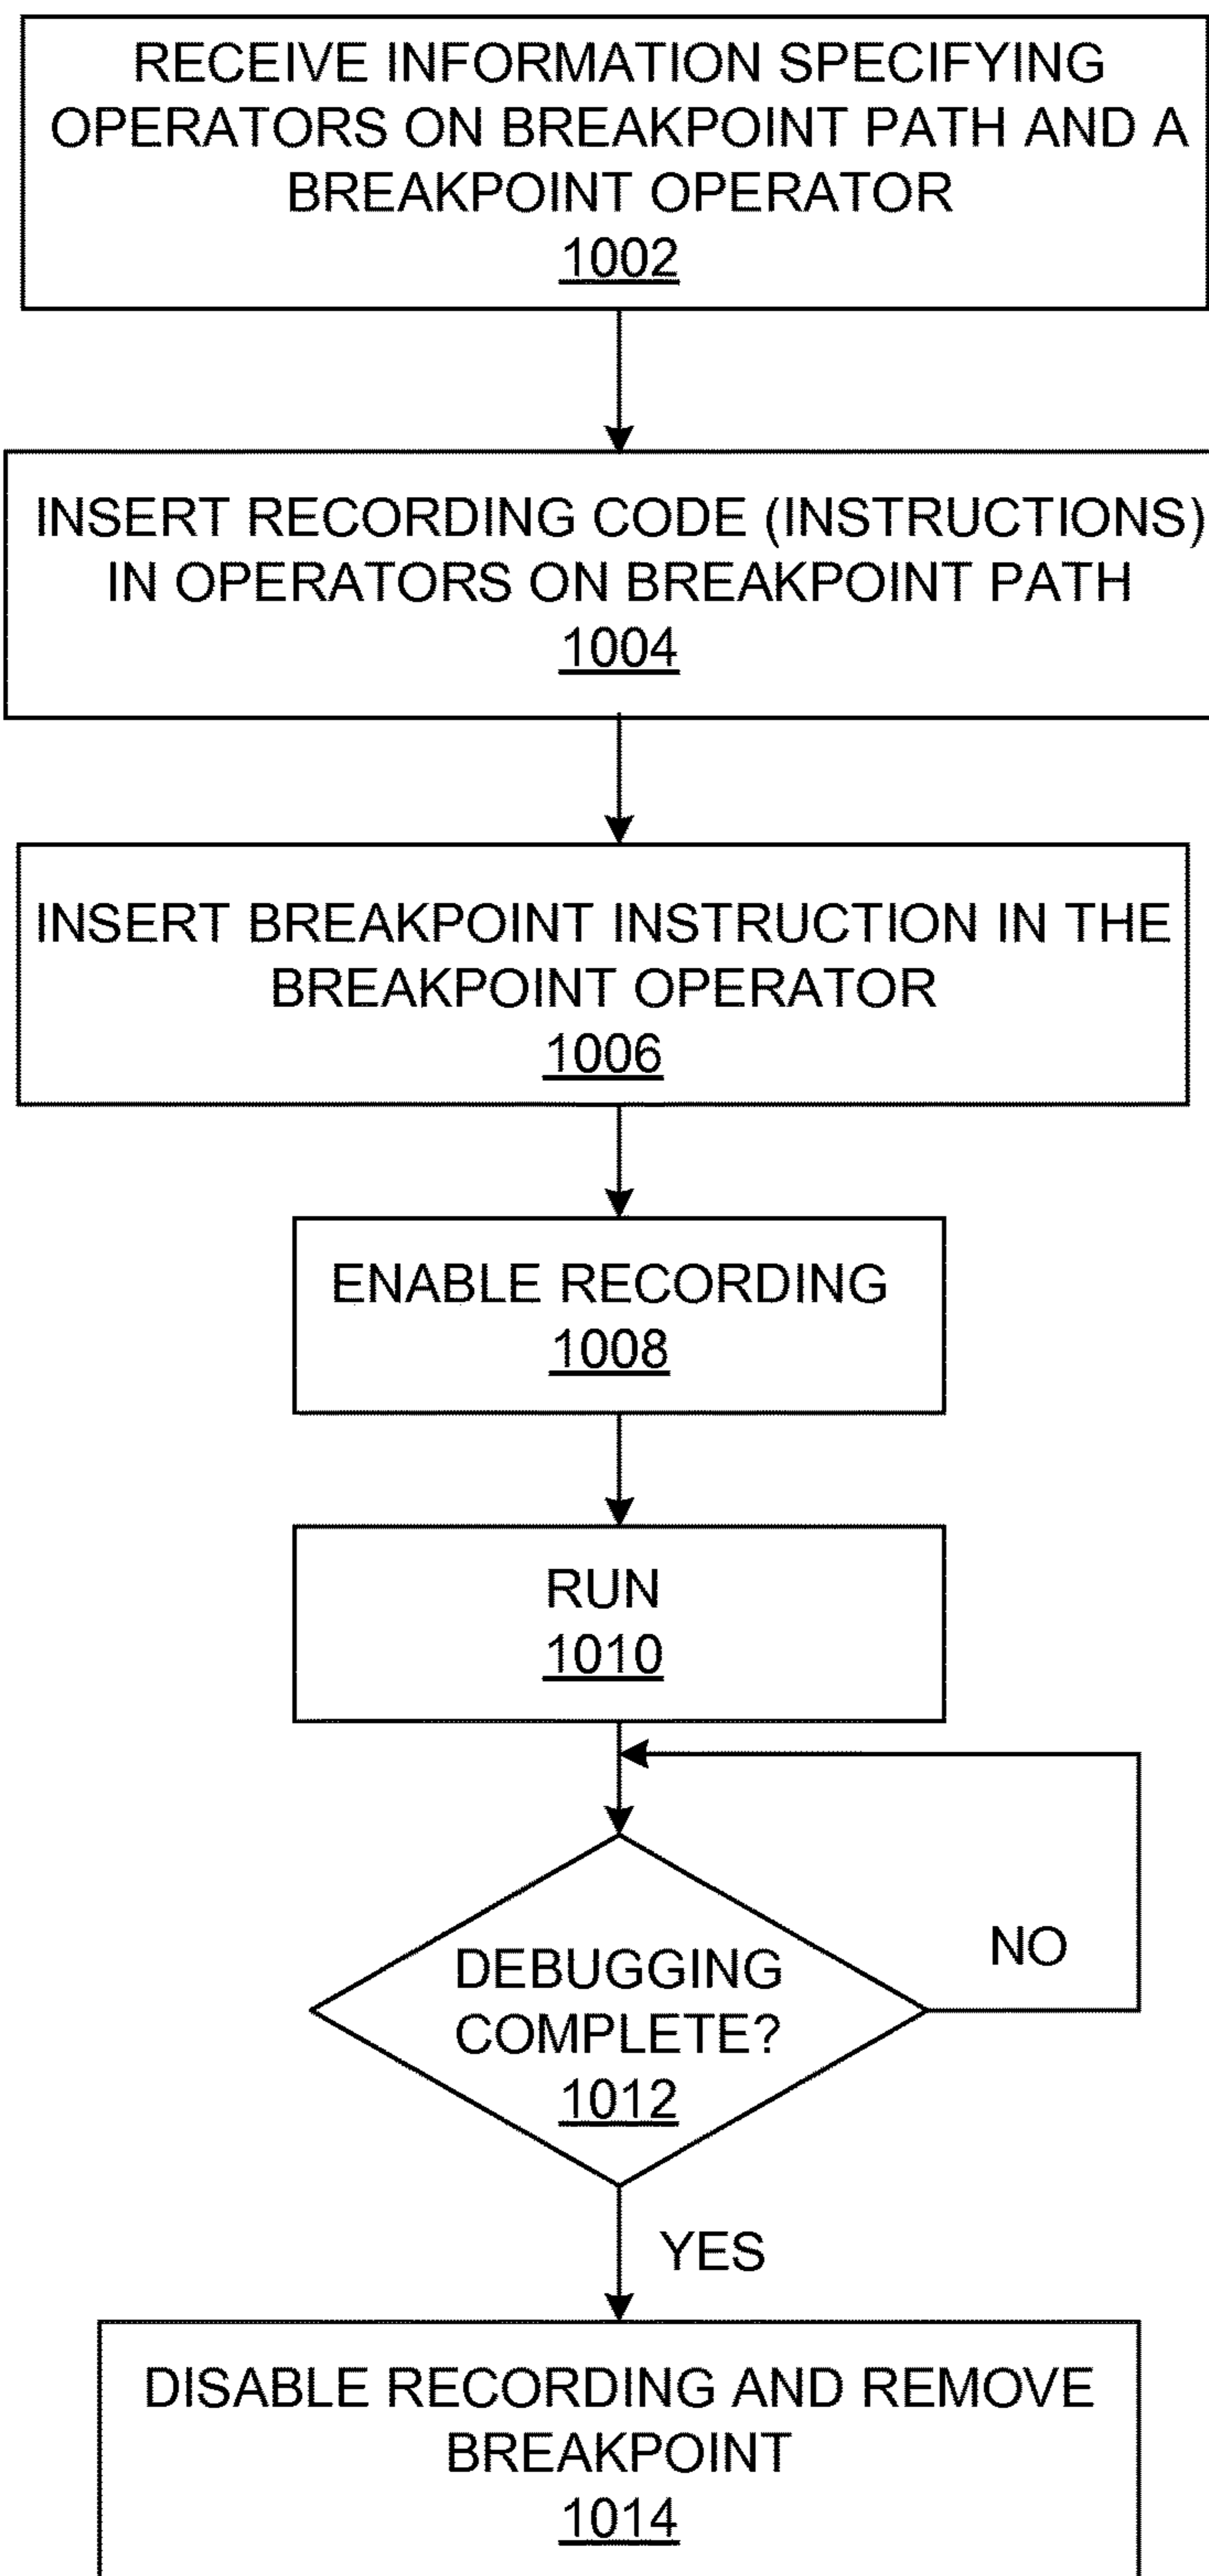 RECEIVE INFORMATION SPECIFYING
OPERATORS ON BREAKPOINT PATH AND A
BREAKPOINT OPERATOR
1002
INSERT RECORDING CODE (INSTRUCTIONS)
IN OPERATORS ON BREAKPOINT PATH
1004
INSERT BREAKPOINT INSTRUCTION IN THE
BREAKPOINT OPERATOR
1006
ENABLE RECORDING
1008
RUN
1010
NO
DEBUGGING
COMPLETE?
1012
YES
DISABLE RECORDING AND REMOVE
BREAKPOINT
1014